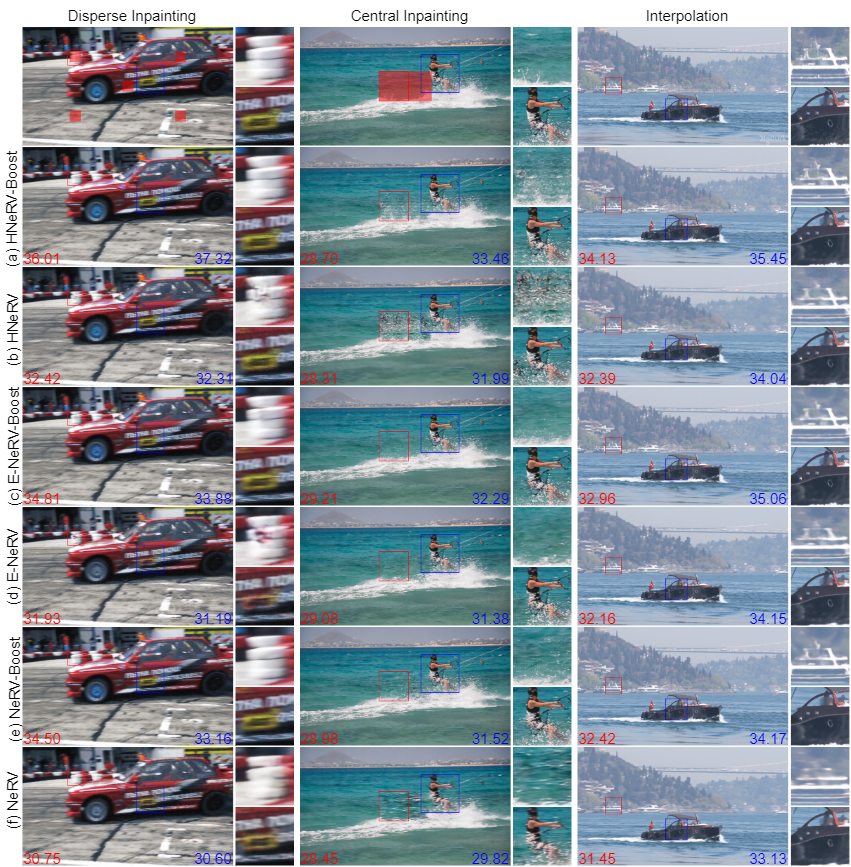 Disperse Inpainting Central Inpainting Interpolation
(a) HNeRV-Boost
36.01 37.32 28.70 33.46 34.13 35.45
(b) HNeRV
32.42 32.31 28.31 31.99 32.39 34.04
(c) E-NeRV-Boost
34.81 33.88 29.21 32.29 32.96 35.06
(d) E-NeRV
31.93 31.19 29.08 31.38 32.16 34.15
(e) NeRV-Boost
34.50 33.16 28.98 31.52 32.42 34.17
(f) NeRV
30.75 30.60 28.45 29.82 31.45 33.13